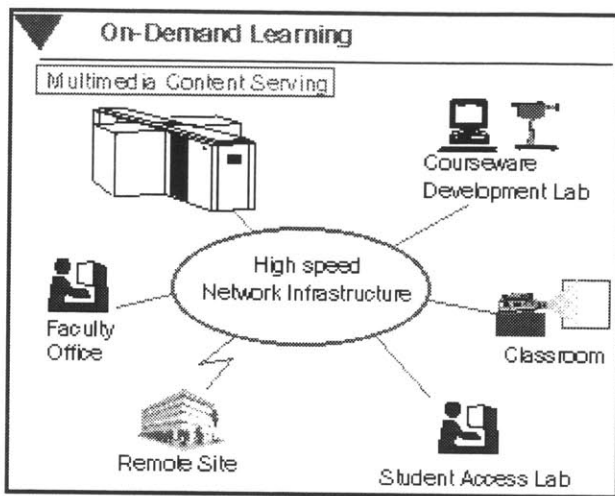 On-Demand Learning
Multimedia Content Serving
Courseware
Development Lab
High speed
Network Infrastructure
Faculty
Office
Classroom
Remote Site
Student Access Lab